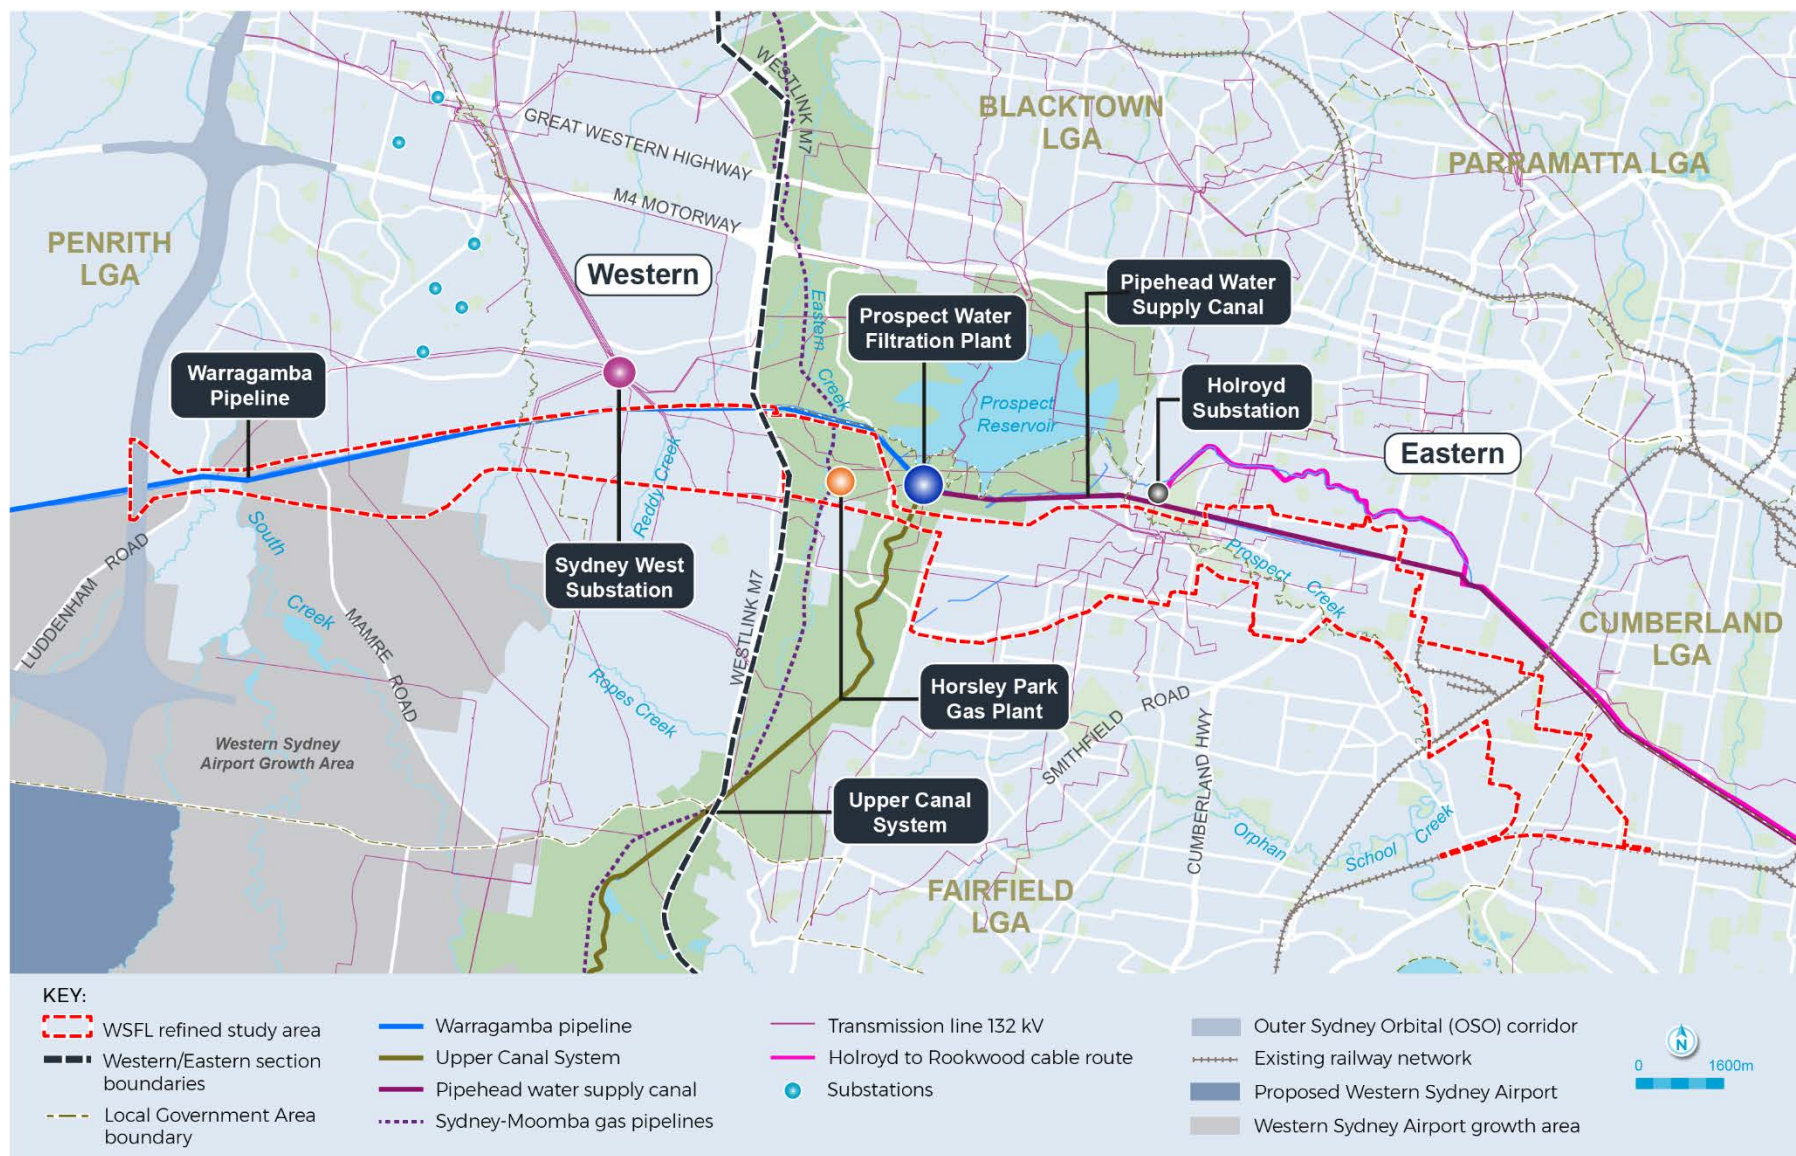 WESTLINK M7
BLACKTOWN
LGA
GREAT WESTERN HIGHWAY
PARRAMATTA LGA
M4 MOTORWAY
PENRITH
LGA
Western
Eastern
Creek
Pipehead Water
Supply Canal
Prospect Water
Filtration Plant
Warragamba
Pipeline
Holroyd
Substation
Prospect
Reservoir
Eastern
Reddy Creek
South
Creek
Sydney West
Substation
Prospect
Creek
LUDDENHAM ROAD
MAMRE ROAD
WESTLINK M7
CUMBERLAND
LGA
Ropes Creek
Horsley Park
Gas Plant
SMITHFIELD ROAD
CUMBERLAND HWY
Western Sydney
Airport Growth Area
Upper Canal
System
Orphan
School
Creek
FAIRFIELD
LGA
KEY:
WSFL refined study area
Western/Eastern section
boundaries
Local Government Area
boundary
Warragamba pipeline
Upper Canal System
Pipehead water supply canal
Sydney-Moomba gas pipelines
Transmission line 132 kV
Holroyd to Rookwood cable route
Substations
Outer Sydney Orbital (OSO) corridor
Existing railway network
Proposed Western Sydney Airport
Western Sydney Airport growth area
N
0 1600m